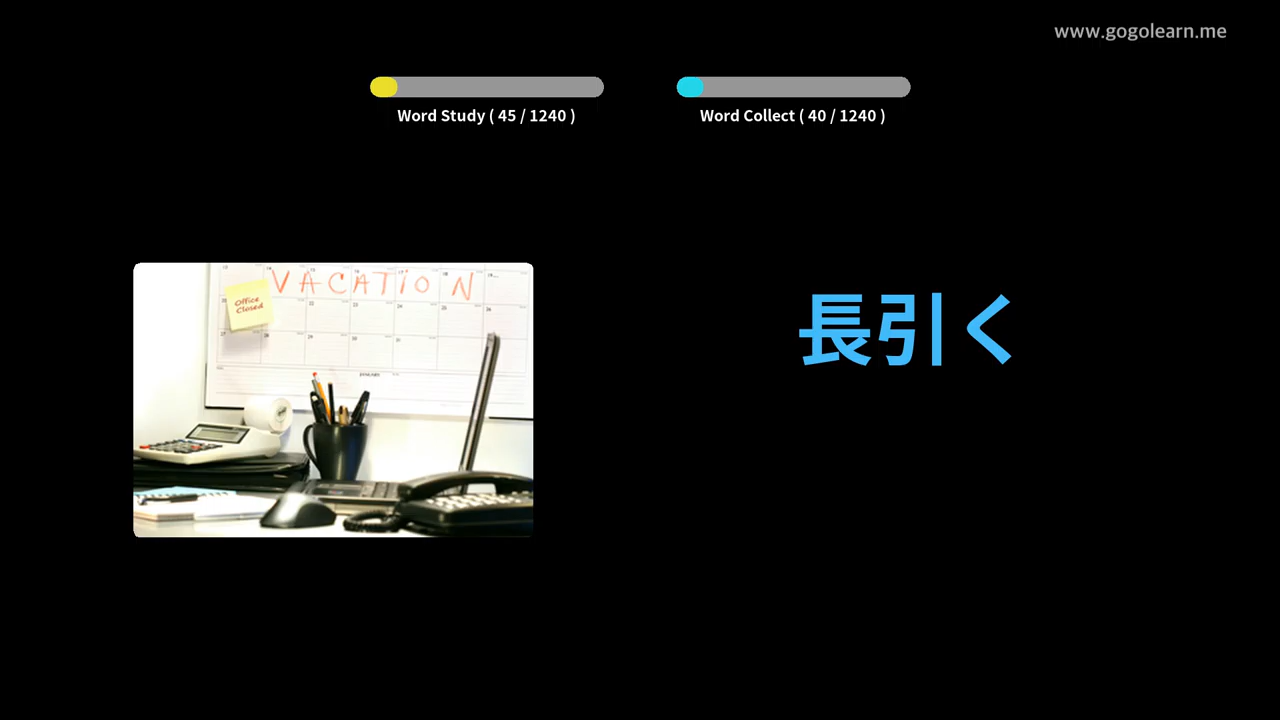 www.gogolearn.me
Word Study ( 45 / 1240 )
Word Collect ( 40 / 1240 )
VACATION
Office
Closed
長引く